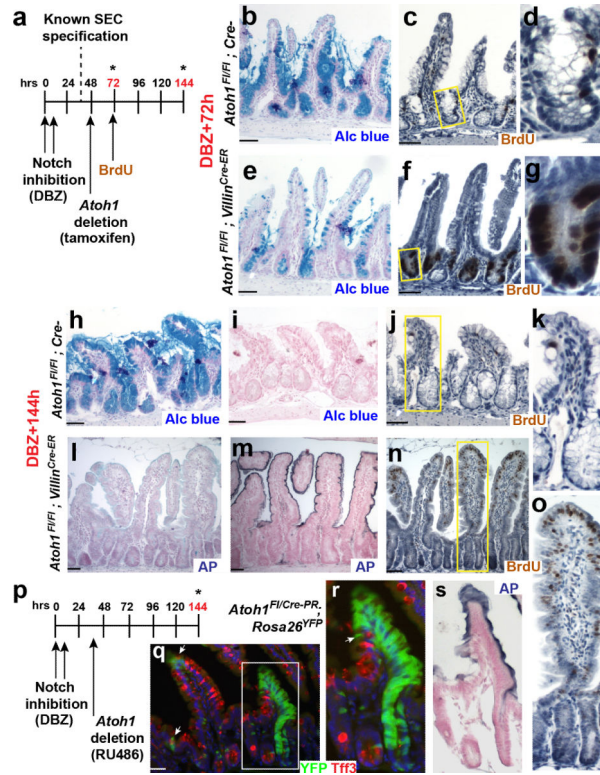 a
Known SEC
specification
hrs 0 24 48 72 96 120 144
* *
Notch
inhibition
(DBZ)
BrdU
Atoh1
deletion
(tamoxifen)
DBZ+72h
Atoh1Fl/Fl ; Cre-
b
Alc blue
c
BrdU
d
Atoh1Fl/Fl ; VillinCre-ER
e
Alc blue
f
BrdU
g
DBZ+144h
Atoh1Fl/Fl ; Cre-
h
Alc blue
i
j
BrdU
k
Atoh1Fl/Fl ; VillinCre-ER
l
AP
m
n
BrdU
o
p
hrs 0 24 48 72 96 120 144
*
Notch
inhibition
(DBZ)
Atoh1
deletion
(RU486)
Atoh1Fl/Cre-PR;
Rosa26YFP
q
r
YFP Tff3
s
AP